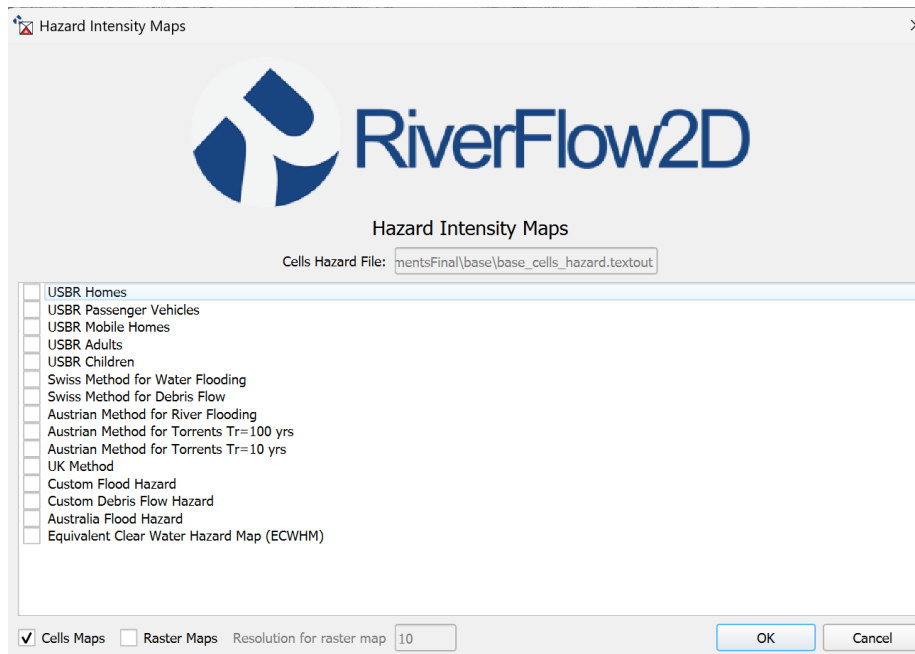 Hazard Intensity Maps
RiverFlow2D
Hazard Intensity Maps
Cells Hazard File: mentsFinal\base\base_cells_hazard.textout
USBR Homes
USBR Passenger Vehicles
USBR Mobile Homes
USBR Adults
USBR Children
Swiss Method for Water Flooding
Swiss Method for Debris Flow
Austrian Method for River Flooding
Austrian Method for Torrents Tr=100 yrs
Austrian Method for Torrents Tr=10 yrs
UK Method
Custom Flood Hazard
Custom Debris Flow Hazard
Australia Flood Hazard
Equivalent Clear Water Hazard Map (ECWHM)
Cells Maps Raster Maps Resolution for raster map 10 OK Cancel